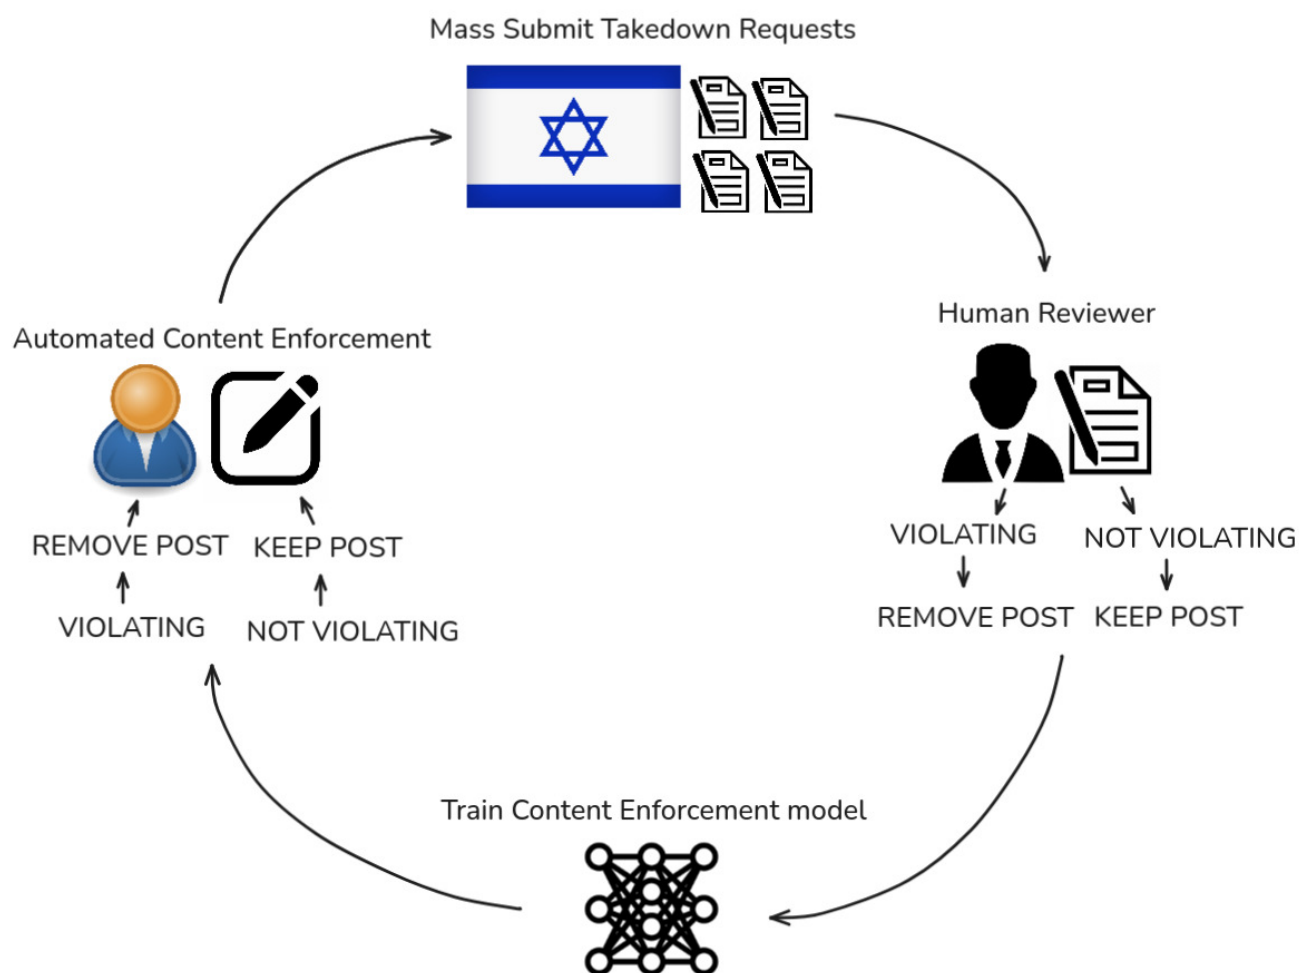 Mass Submit Takedown Requests
Human Reviewer
VIOLATING
NOT VIOLATING
REMOVE POST
KEEP POST
Train Content Enforcement model
Automated Content Enforcement
REMOVE POST
KEEP POST
VIOLATING
NOT VIOLATING